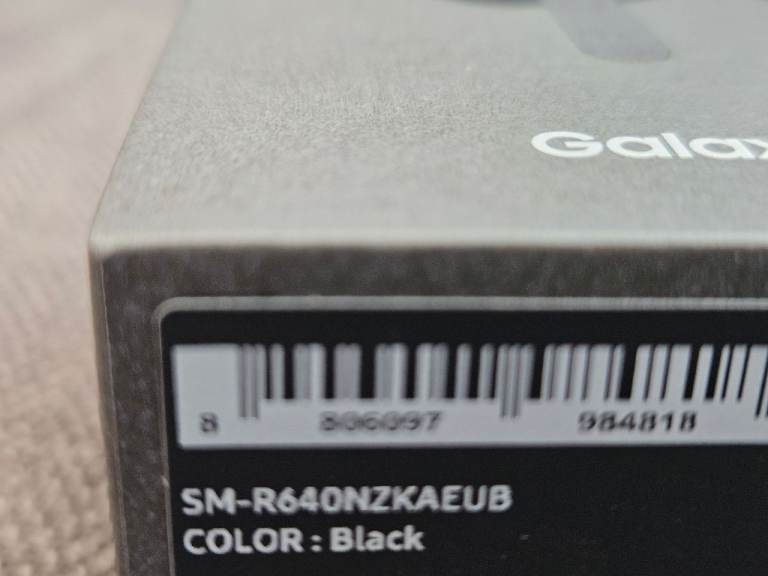 Galax
8 806097 984818
SM-R640NZKAEUB
COLOR : Black